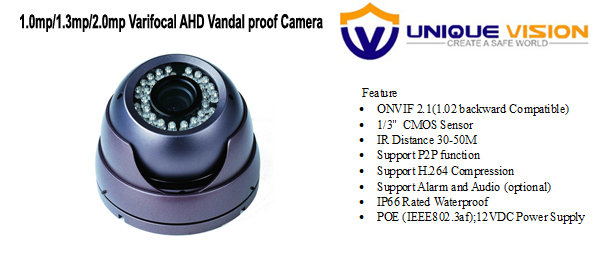 1.0mp/1.3mp/2.0mp Varifocal AHD Vandal proof Camera
UNIQUE VISION
CREATE A SAFE WORLD
Feature
• ONVIF 2.1(1.02 backward Compatible)
• 1/3" CMOS Sensor
• IR Distance 30-50M
• Support P2P function
• Support H.264 Compression
• Support Alarm and Audio (optional)
• IP66 Rated Waterproof
• POE (IEEE802.3af);12VDC Power Supply